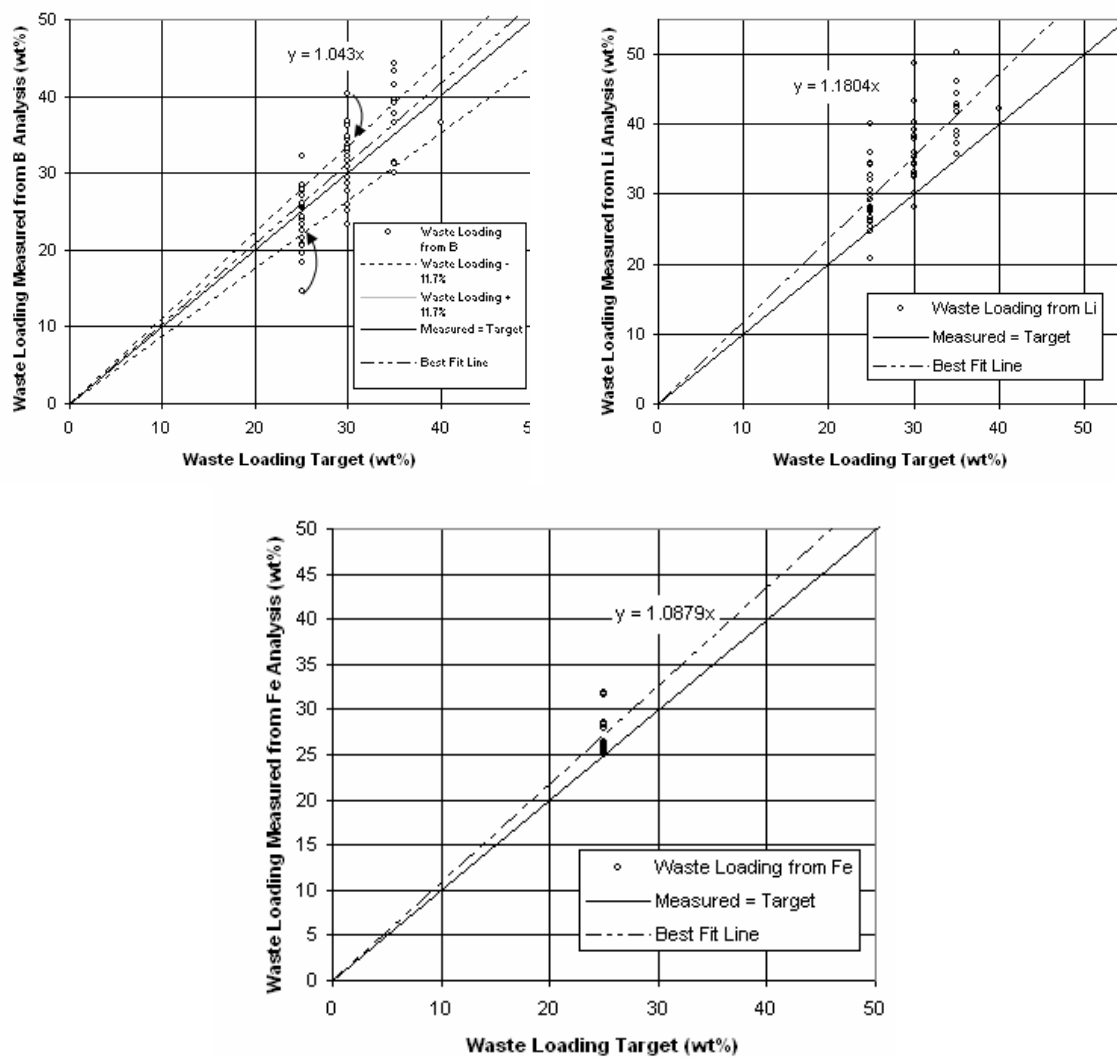 Waste Loading Measured from B Analysis (wt%)
50
40
30
20
10
0
y = 1.043x
Waste Loading from B
Waste Loading - 11.7%
Waste Loading + 11.7%
Measured = Target
Best Fit Line
0 10 20 30 40 5
Waste Loading Target (wt%)
Waste Loading Measured from Li Analysis (wt%)
50
40
30
20
10
0
y = 1.1804x
Waste Loading from Li
Measured = Target
Best Fit Line
0 10 20 30 40 50
Waste Loading Target (wt%)
Waste Loading Measured from Fe Analysis (wt%)
50
45
40
35
30
25
20
15
10
5
0
y = 1.0879x
Waste Loading from Fe
Measured = Target
Best Fit Line
0 10 20 30 40 50
Waste Loading Target (wt%)